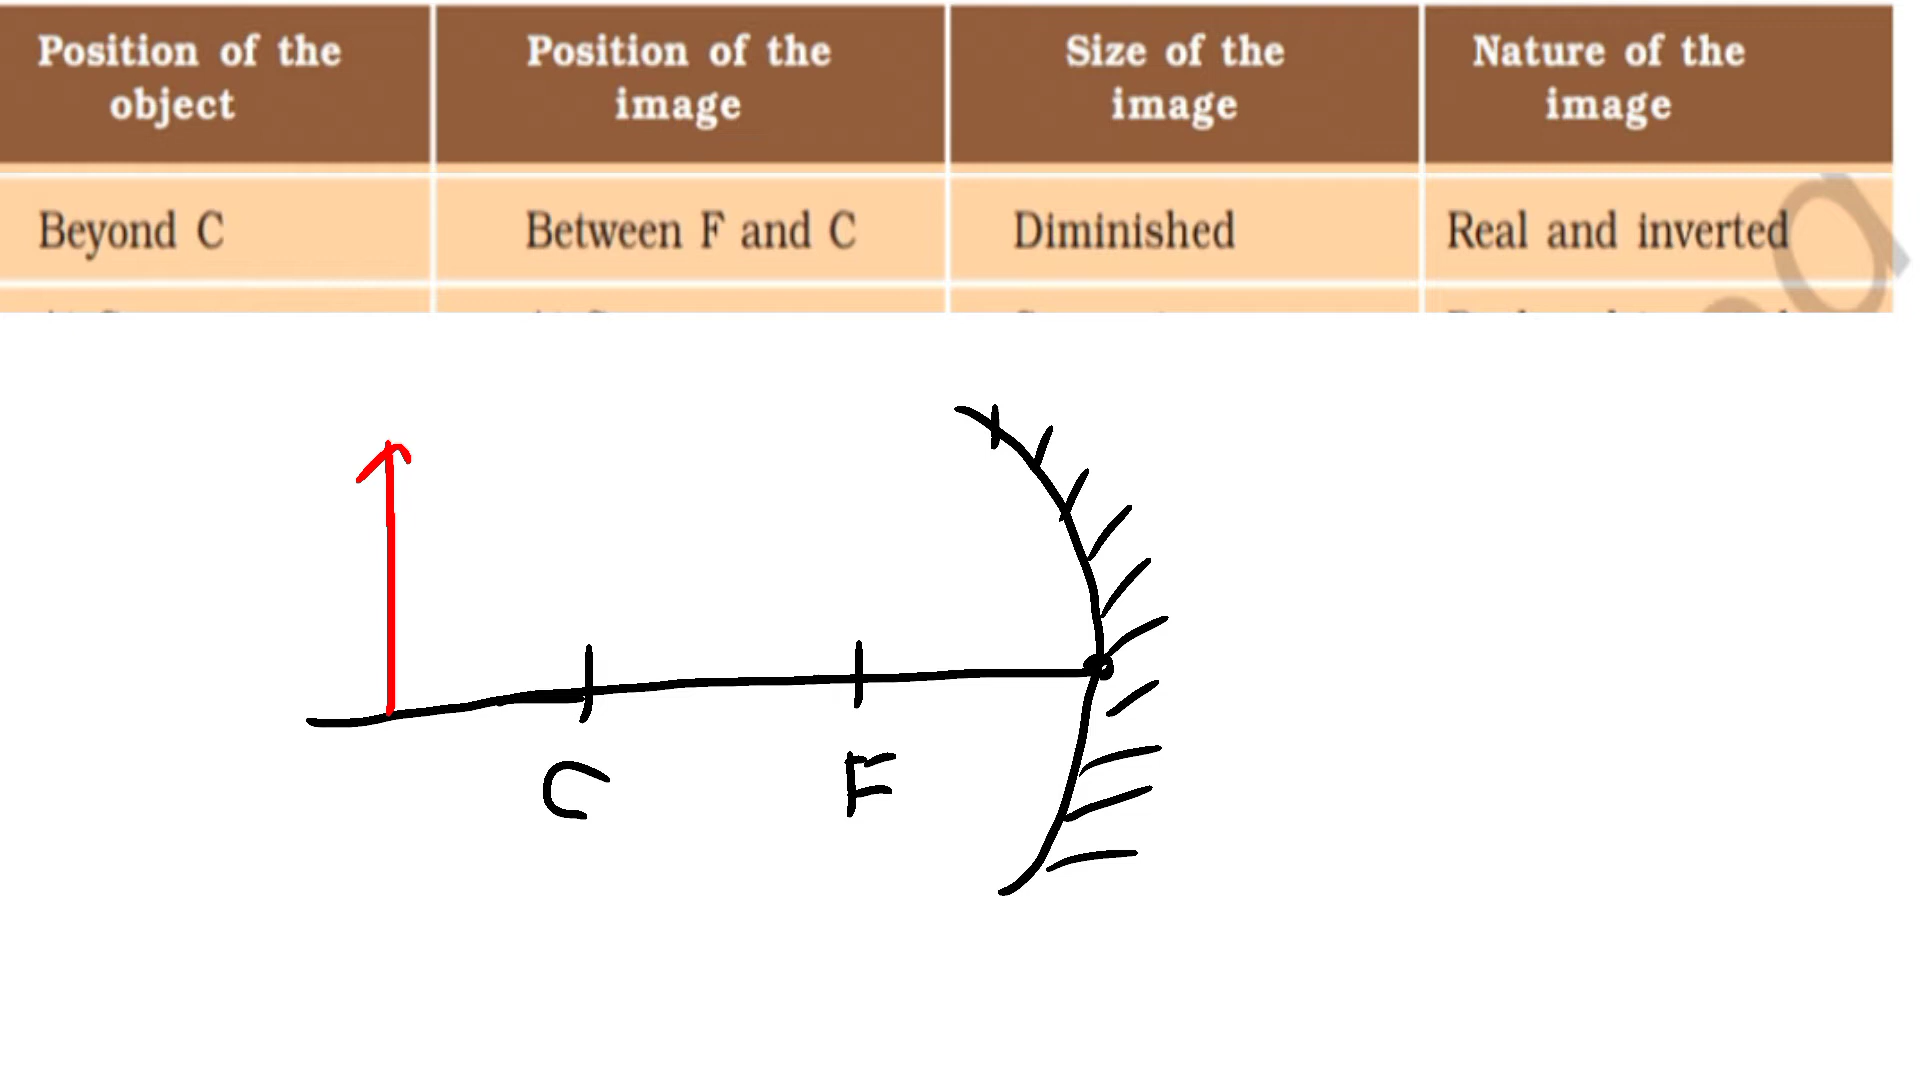 Position of the object
Position of the image
Size of the image
Nature of the image
Beyond C
Between F and C
Diminished
Real and inverted
C
F